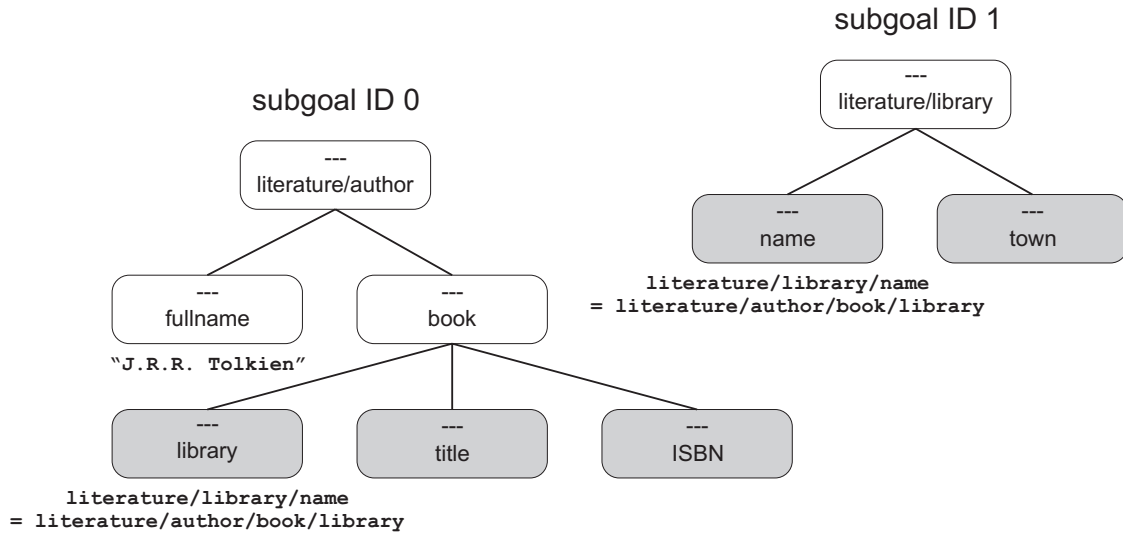 subgoal ID 1
---
literature/library
---
name
---
town
literature/library/name
= literature/author/book/library
subgoal ID 0
---
literature/author
---
fullname
---
book
“J.R.R. Tolkien”
---
library
---
title
---
ISBN
literature/library/name
= literature/author/book/library